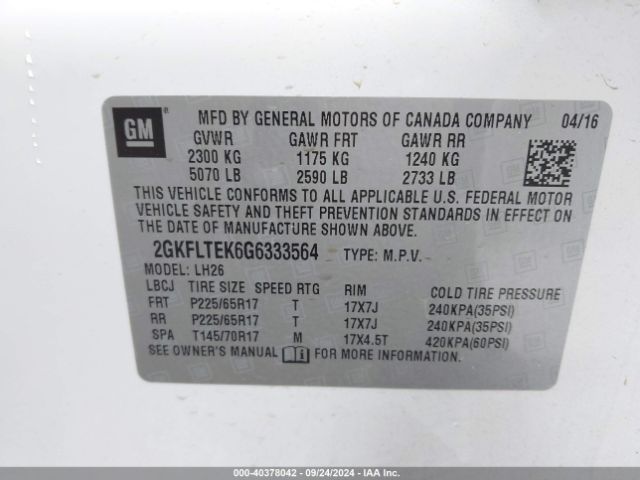 GM
MFD BY GENERAL MOTORS OF CANADA COMPANY 04/16
GVWR GAWR FRT GAWR RR
2300 KG 1175 KG 1240 KG
5070 LB 2590 LB 2733 LB
THIS VEHICLE CONFORMS TO ALL APPLICABLE U.S. FEDERAL MOTOR
VEHICLE SAFETY AND THEFT PREVENTION STANDARDS IN EFFECT ON
THE DATE OF MANUFACTURE SHOWN ABOVE.
2GKFLTEK6G6333564 TYPE: M.P.V.
MODEL: LH26
LBCJ TIRE SIZE SPEED RTG RIM COLD TIRE PRESSURE
FRT P225/65R17 T 17X7J 240KPA(35PSI)
RR P225/65R17 T 17X7J 240KPA(35PSI)
SPA T145/70R17 M 17X4.5T 420KPA(60PSI)
SEE OWNER'S MANUAL FOR MORE INFORMATION.
000-40378042 - 09/24/2024 - IAA Inc.